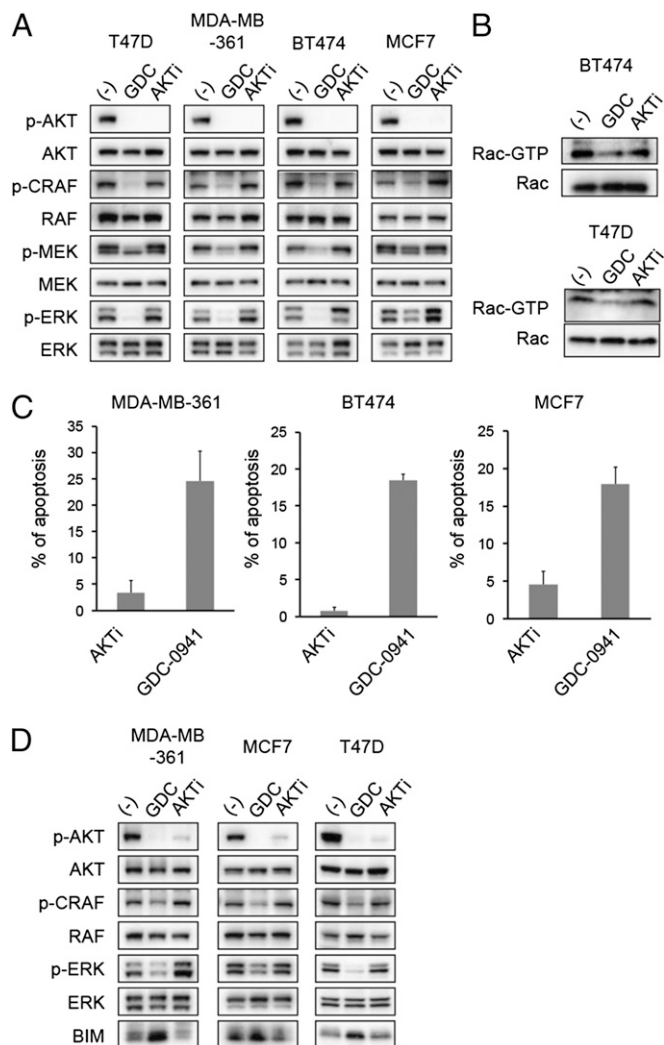 A
T47D
MDA-MB
-361
BT474
MCF7
(-) GDC AKTi (-) GDC AKTi (-) GDC AKTi (-) GDC AKTi
p-AKT
AKT
p-CRAF
RAF
p-MEK
MEK
p-ERK
ERK
B
BT474
(-) GDC AKTi
Rac-GTP
Rac
T47D
(-) GDC AKTi
Rac-GTP
Rac
C
MDA-MB-361
% of apoptosis
35
30
25
20
15
10
5
0
AKTi GDC-0941
BT474
% of apoptosis
25
20
15
10
5
0
AKTi GDC-0941
MCF7
% of apoptosis
25
20
15
10
5
0
AKTi GDC-0941
D
MDA-MB
-361
MCF7
T47D
(-) GDC AKTi (-) GDC AKTi (-) GDC AKTi
p-AKT
AKT
p-CRAF
RAF
p-ERK
ERK
BIM